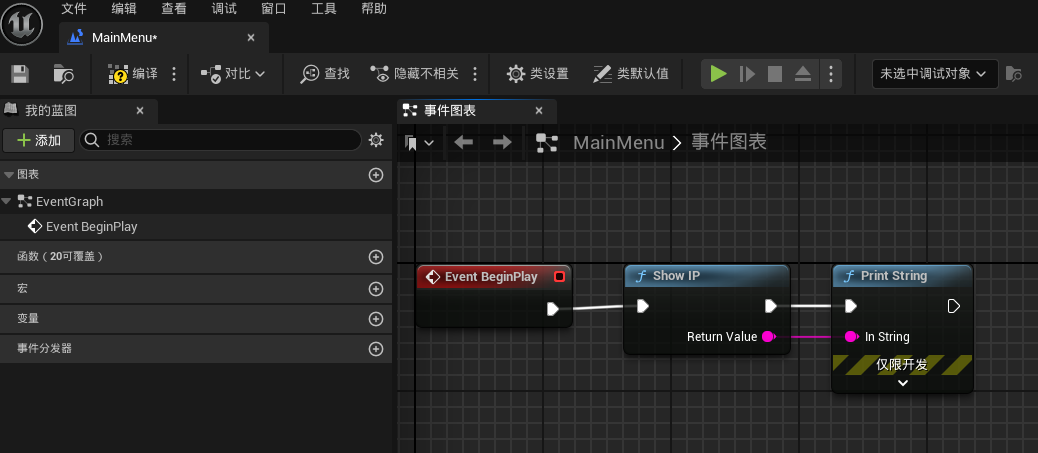 文件 编辑 查看 调试 窗口 工具 帮助
MainMenu*
编译 对比 查找 隐藏不相关 类设置 类默认值 未选中调试对象
我的蓝图
事件图表
添加 搜索
MainMenu > 事件图表
图表
EventGraph
Event BeginPlay
函数（20可覆盖）
宏
变量
事件分发器
Event BeginPlay
Show IP
Return Value
Print String
In String
仅限开发